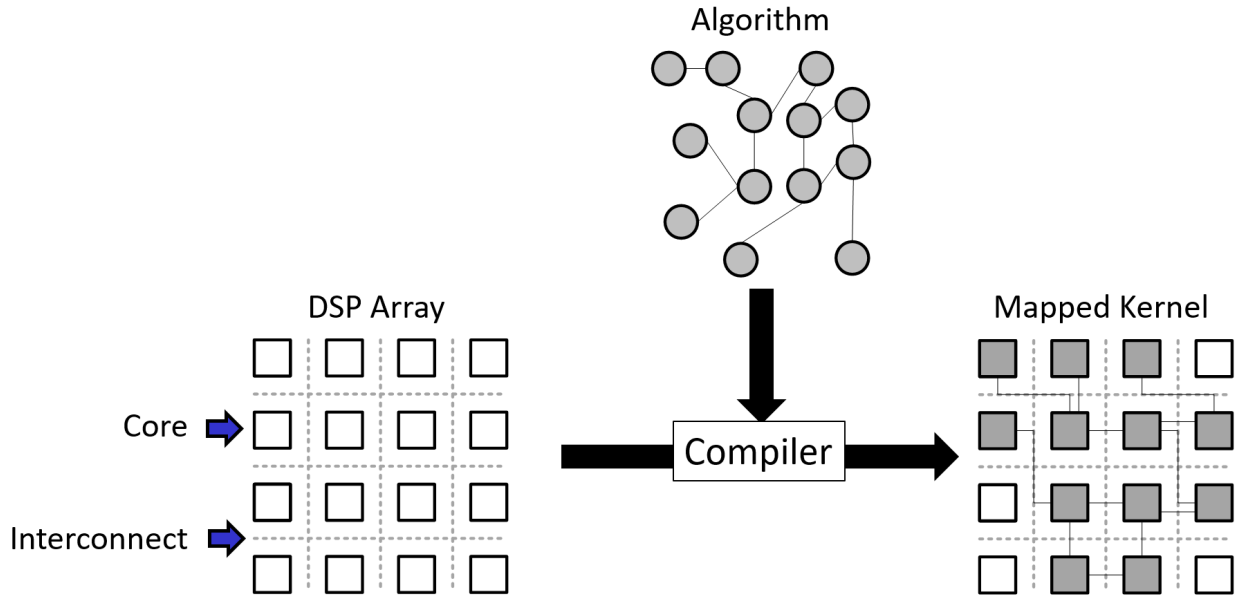 Algorithm
DSP Array
Mapped Kernel
Core
Compiler
Interconnect